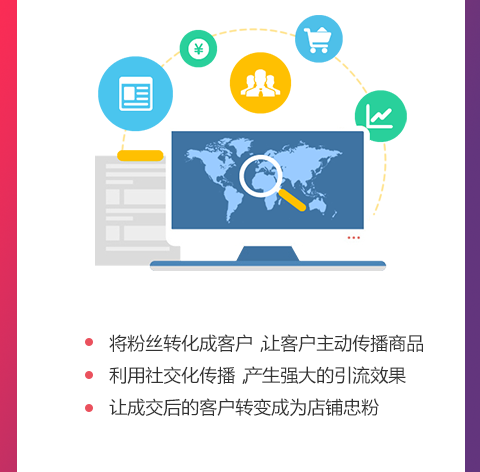 ¥
将粉丝转化成客户，让客户主动传播商品
利用社交化传播，产生强大的引流效果
让成交后的客户转变成为店铺忠粉